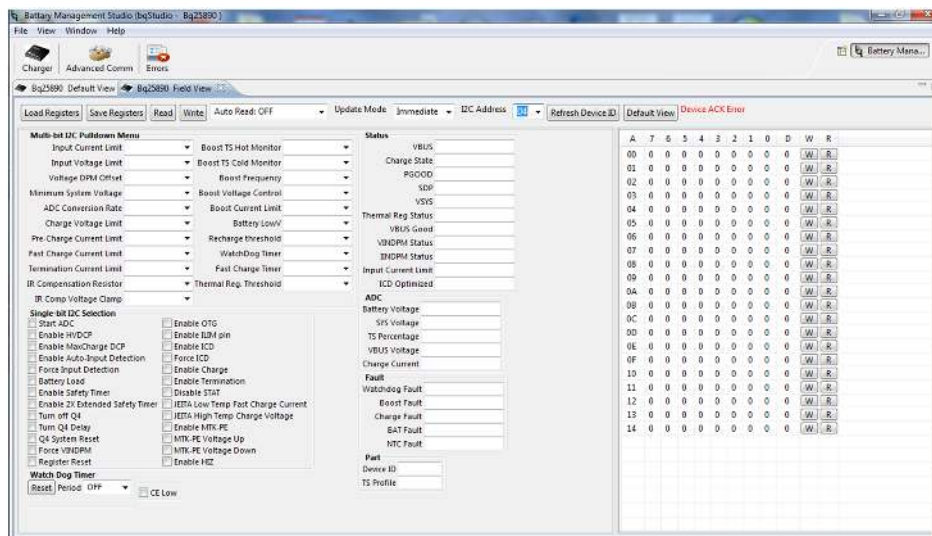 Battary Management Studio (bqStudio - Bq25890 )
File View Window Help
Charger Advanced Comm Errors
Battery Mana...
Bq25890 Default View Bq25890 Field View
Load Registers Save Registers Read Write Auto Read: OFF Update Mode Immediate I2C Address D4 Refresh Device ID Default View Device ACK Error
Multi-bit I2C Pulldown Menu
Input Current Limit Boost TS Hot Monitor
Input Voltage Limit Boost TS Cold Monitor
Voltage DPM Offset Boost Frequency
Minimum System Voltage Boost Voltage Control
ADC Conversion Rate Boost Current Limit
Charge Voltage Limit Battery LowV
Pre-Charge Current Limit Recharge threshold
Fast Charge Current Limit WatchDog Timer
Termination Current Limit Fast Charge Timer
IR Compensation Resistor Thermal Reg. Threshold
IR Comp Voltage Clamp
Single-bit I2C Selection
Start ADC Enable OTG
Enable HVDCP Enable ILIM pin
Enable MaxCharge DCP Enable ICD
Enable Auto-Input Detection Force ICD
Force Input Detection Enable Charge
Battery Load Enable Termination
Enable Safety Timer Disable STAT
Enable 2X Extended Safety Timer JEITA Low Temp Fast Charge Current
Turn off Q4 JEITA High Temp Charge Voltage
Turn Q4 Delay Enable MTK-PE
Q4 System Reset MTK-PE Voltage Up
Force VINDPM MTK-PE Voltage Down
Register Reset Enable HIZ
Watch Dog Timer
Reset Period OFF CE Low
Status
VBUS
Charge State
PGOOD
SDP
VSYS
Thermal Reg Status
VBUS Good
VINDPM Status
IINDPM Status
Input Current Limit
ICD Optimized
ADC
Battery Voltage
SYS Voltage
TS Percentage
VBUS Voltage
Charge Current
Fault
Watchdog Fault
Boost Fault
Charge Fault
BAT Fault
NTC Fault
Part
Device ID
TS Profile
A 7 6 5 4 3 2 1 0 D W R
00 0 0 0 0 0 0 0 0 0 W R
01 0 0 0 0 0 0 0 0 0 W R
02 0 0 0 0 0 0 0 0 0 W R
03 0 0 0 0 0 0 0 0 0 W R
04 0 0 0 0 0 0 0 0 0 W R
05 0 0 0 0 0 0 0 0 0 W R
06 0 0 0 0 0 0 0 0 0 W R
07 0 0 0 0 0 0 0 0 0 W R
08 0 0 0 0 0 0 0 0 0 W R
09 0 0 0 0 0 0 0 0 0 W R
0A 0 0 0 0 0 0 0 0 0 W R
0B 0 0 0 0 0 0 0 0 0 W R
0C 0 0 0 0 0 0 0 0 0 W R
0D 0 0 0 0 0 0 0 0 0 W R
0E 0 0 0 0 0 0 0 0 0 W R
0F 0 0 0 0 0 0 0 0 0 W R
10 0 0 0 0 0 0 0 0 0 W R
11 0 0 0 0 0 0 0 0 0 W R
12 0 0 0 0 0 0 0 0 0 W R
13 0 0 0 0 0 0 0 0 0 W R
14 0 0 0 0 0 0 0 0 0 W R